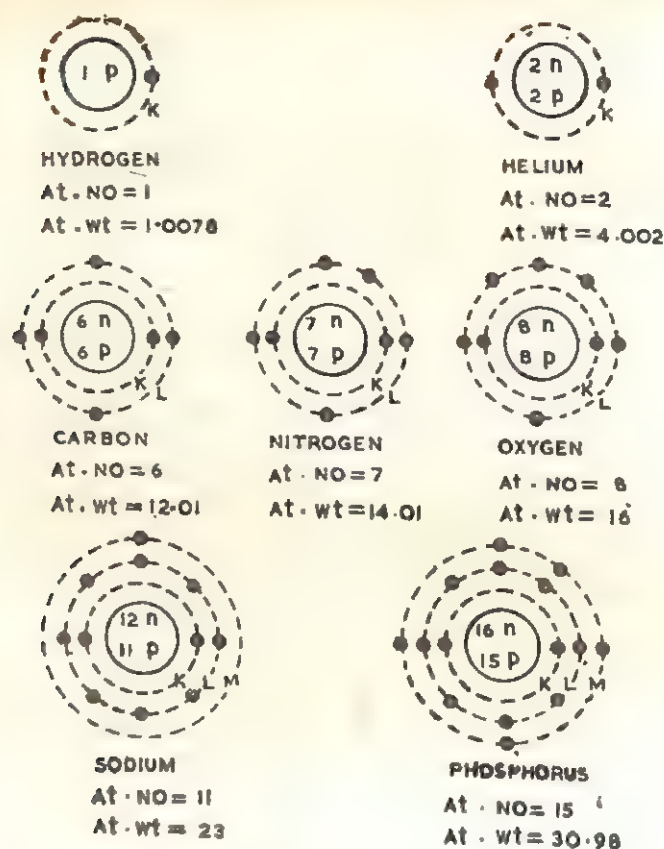 1 p
K
HYDROGEN
At. NO = 1
At. Wt = 1.0078
2 n
2 p
K
HELIUM
At. NO = 2
At. Wt = 4.002
6 n
6 p
K
L
CARBON
At. NO = 6
At. Wt = 12.01
7 n
7 p
K
L
NITROGEN
At. NO = 7
At. Wt = 14.01
8 n
8 p
K
L
OXYGEN
At. NO = 8
At. Wt = 16
12 n
11 p
K L M
SODIUM
At. NO = 11
At. Wt = 23
16 n
15 p
K L M
PHOSPHORUS
At. NO = 15
At. Wt = 30.98